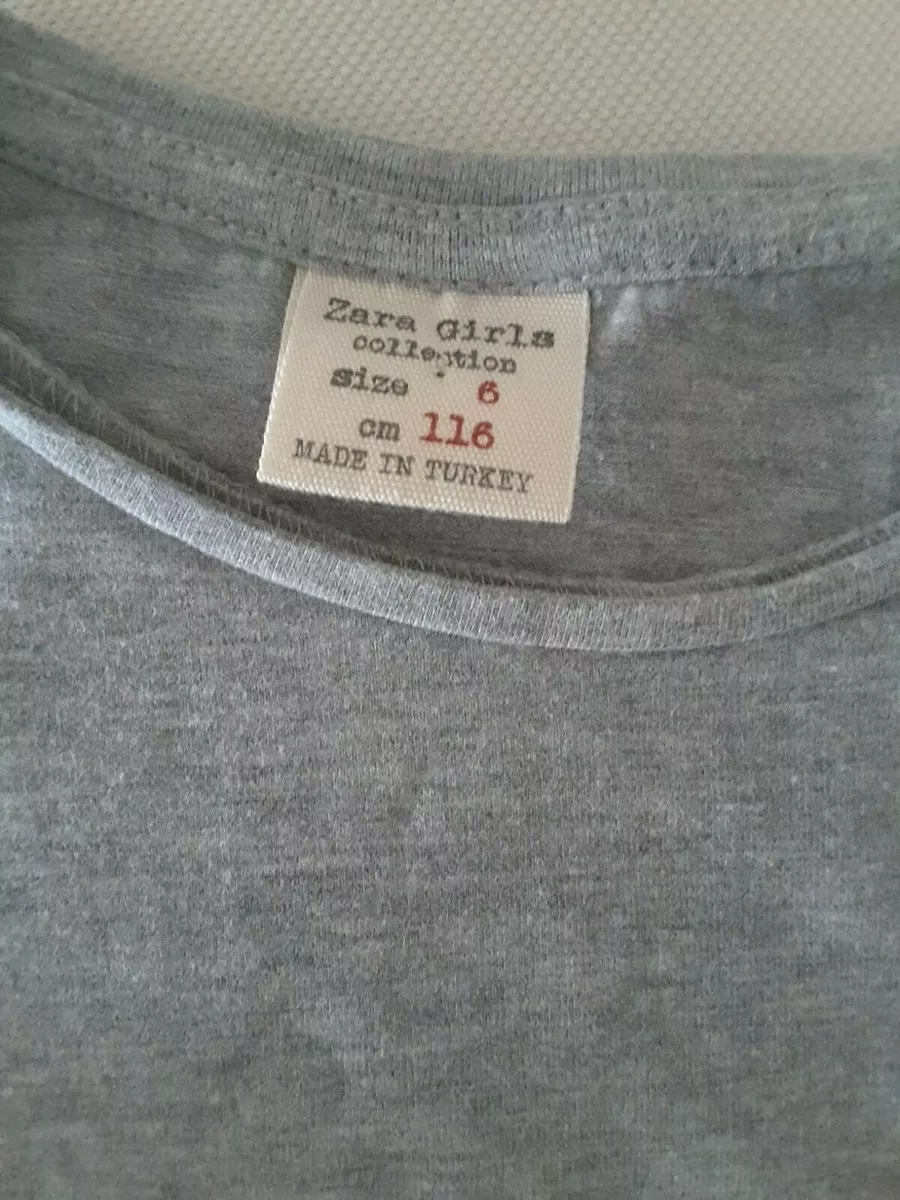 Zara Girls
collection
size 6
cm 116
MADE IN TURKEY